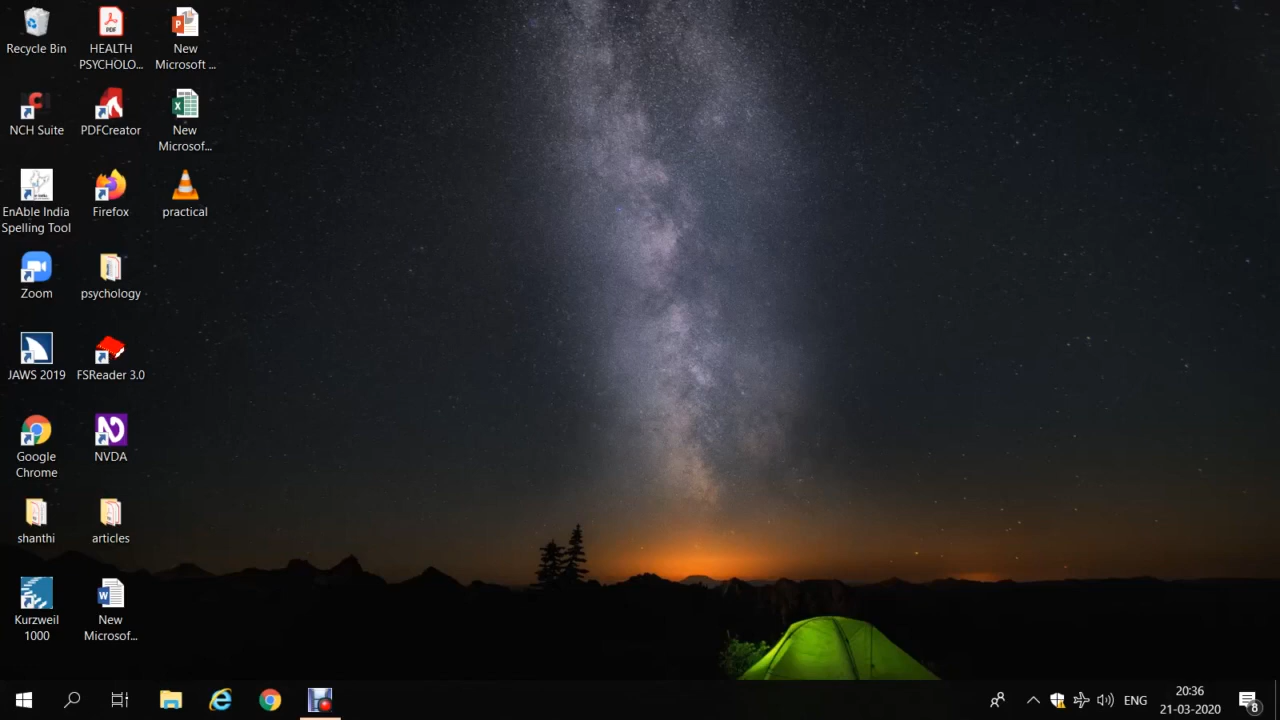 Recycle Bin
HEALTH
PSYCHOLO...
New
Microsoft ...
NCH Suite
PDFCreator
New
Microsof...
EnAble India
Spelling Tool
Firefox
practical
Zoom
psychology
JAWS 2019
FSReader 3.0
Google
Chrome
NVDA
shanthi
articles
Kurzweil
1000
New
Microsof...
ENG
20:36
21-03-2020
8